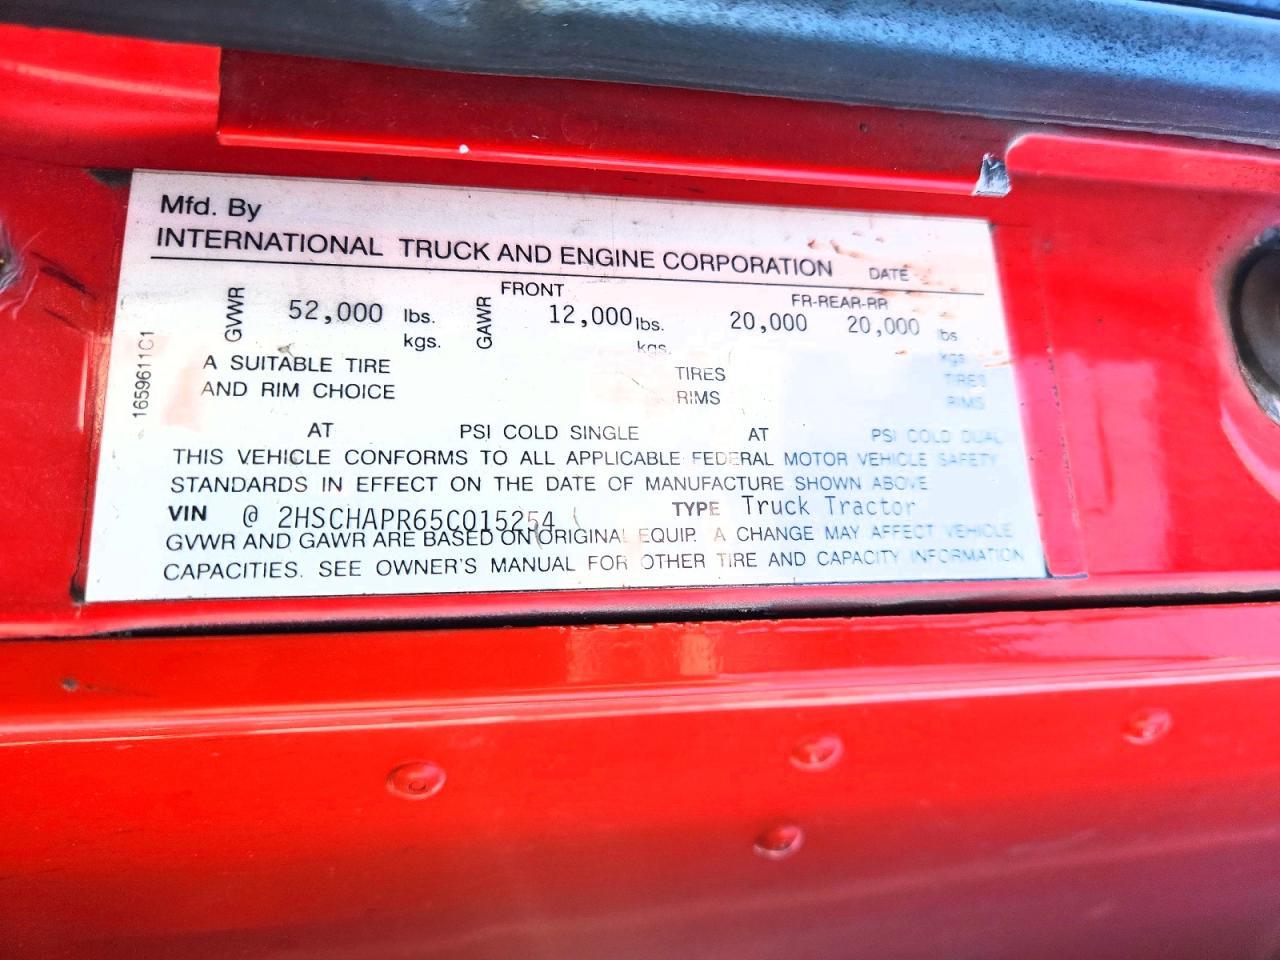 Mfd. By
INTERNATIONAL TRUCK AND ENGINE CORPORATION DATE
FRONT FR-REAR-RR
GVWR 52,000 lbs. GAWR 12,000 lbs. 20,000 20,000 lbs
kgs. kgs. kgs
A SUITABLE TIRE TIRES TIRES
AND RIM CHOICE RIMS RIMS
1659611C1
AT PSI COLD SINGLE AT PSI COLD DUAL
THIS VEHICLE CONFORMS TO ALL APPLICABLE FEDERAL MOTOR VEHICLE SAFETY
STANDARDS IN EFFECT ON THE DATE OF MANUFACTURE SHOWN ABOVE
VIN @ 2HSCHAPR65C015254 TYPE Truck Tractor
GVWR AND GAWR ARE BASED ON ORIGINAL EQUIP. A CHANGE MAY AFFECT VEHICLE
CAPACITIES. SEE OWNER'S MANUAL FOR OTHER TIRE AND CAPACITY INFORMATION